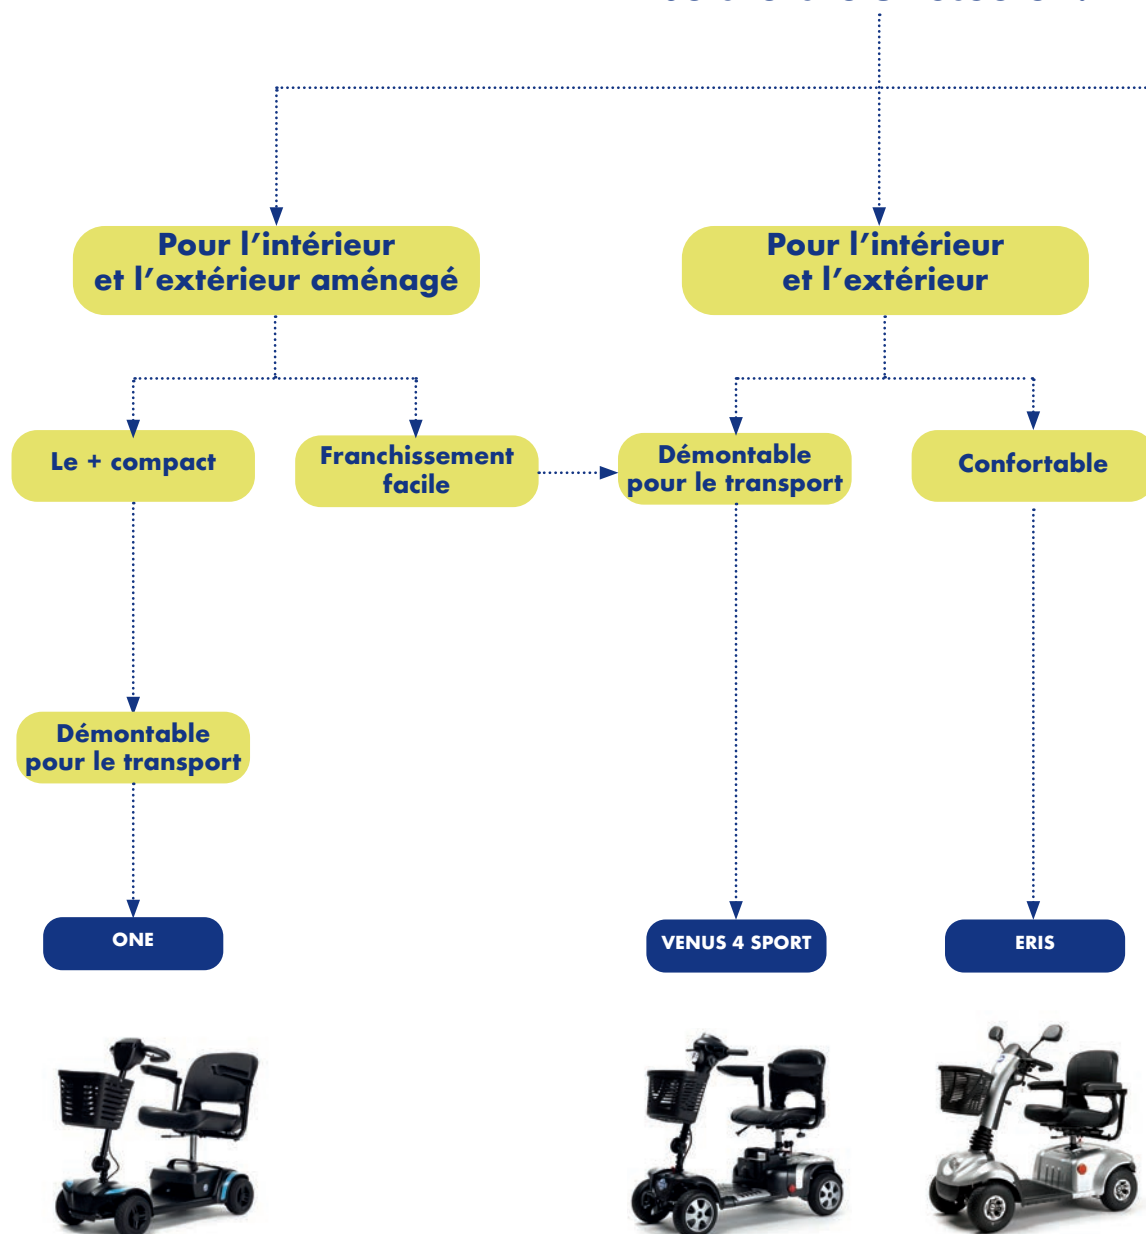 Pour l’intérieur
et l’extérieur aménagé
Pour l’intérieur
et l’extérieur
Le + compact
Franchissement
facile
Démontable
pour le transport
Confortable
Démontable
pour le transport
ONE
VENUS 4 SPORT
ERIS